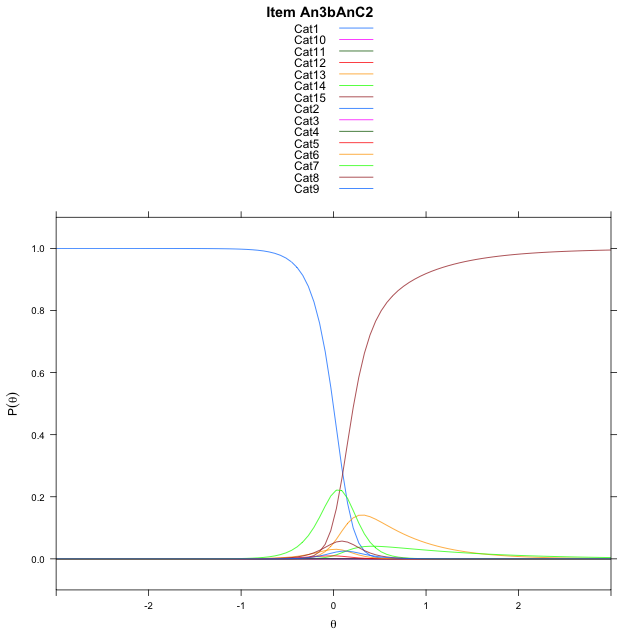 Item An3bAnC2
Cat1
Cat10
Cat11
Cat12
Cat13
Cat14
Cat15
Cat2
Cat3
Cat4
Cat5
Cat6
Cat7
Cat8
Cat9
1.0
0.8
0.6
0.4
0.2
0.0
P(θ)
-2 -1 0 1 2
θ